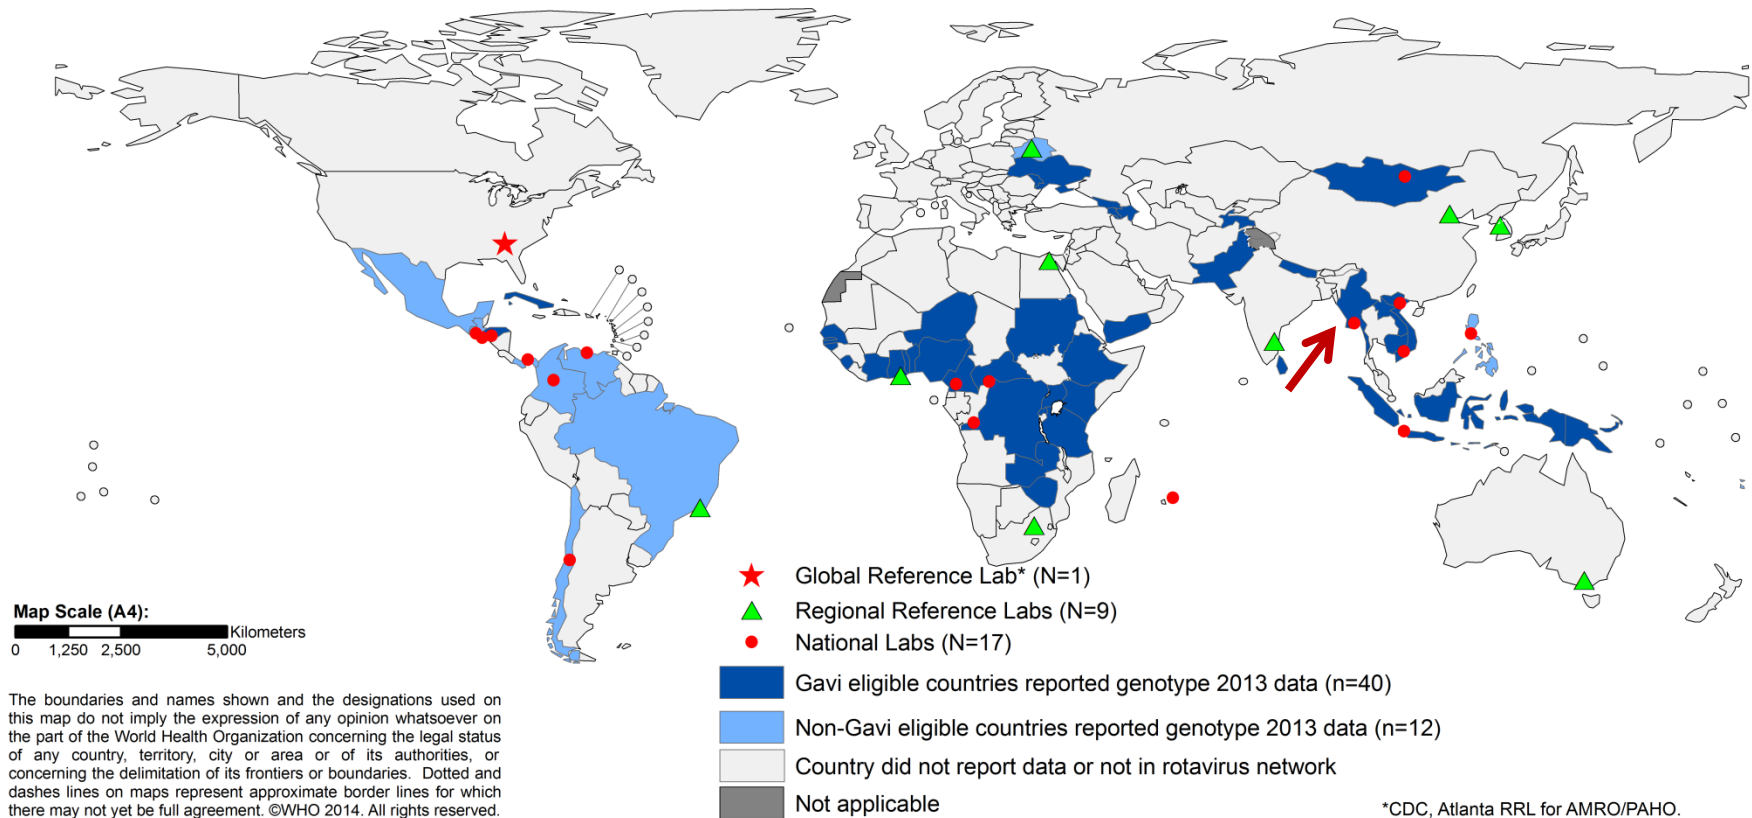 Global Reference Lab* (N=1)
Regional Reference Labs (N=9)
National Labs (N=17)
Gavi eligible countries reported genotype 2013 data (n=40)
Non-Gavi eligible countries reported genotype 2013 data (n=12)
Country did not report data or not in rotavirus network
Not applicable
Map Scale (A4):
Kilometers
0 1,250 2,500 5,000
The boundaries and names shown and the designations used on
this map do not imply the expression of any opinion whatsoever on
the part of the World Health Organization concerning the legal status
of any country, territory, city or area or of its authorities, or
concerning the delimitation of its frontiers or boundaries. Dotted and
dashes lines on maps represent approximate border lines for which
there may not yet be full agreement. ©WHO 2014. All rights reserved.
*CDC, Atlanta RRL for AMRO/PAHO.